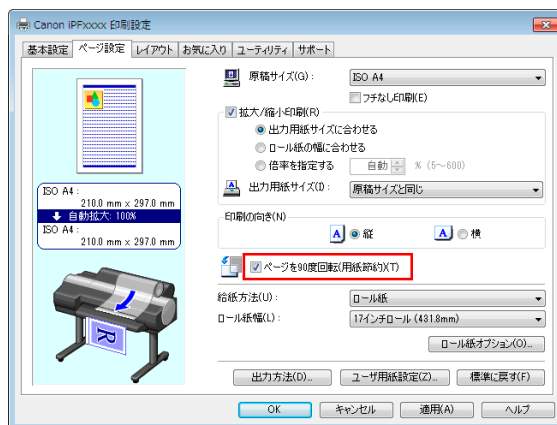 Canon iPFxxxx 印刷設定
基本設定 ページ設定 レイアウト お気に入り ユーティリティ サポート
原稿サイズ(G): ISO A4
フチなし印刷(E)
拡大/縮小印刷(R)
出力用紙サイズに合わせる
ロール紙の幅に合わせる
倍率を指定する 自動 % (5～600)
出力用紙サイズ(I): 原稿サイズと同じ
ISO A4 :
210.0 mm x 297.0 mm
自動拡大: 100%
ISO A4 :
210.0 mm x 297.0 mm
印刷の向き(N)
A 縦 A 横
ページを90度回転(用紙節約)(T)
給紙方法(U): ロール紙
ロール紙幅(L): 17インチロール (431.8mm)
ロール紙オプション(O)...
R
出力方法(D)... ユーザ用紙設定(Z)... 標準に戻す(F)
OK キャンセル 適用(A) ヘルプ